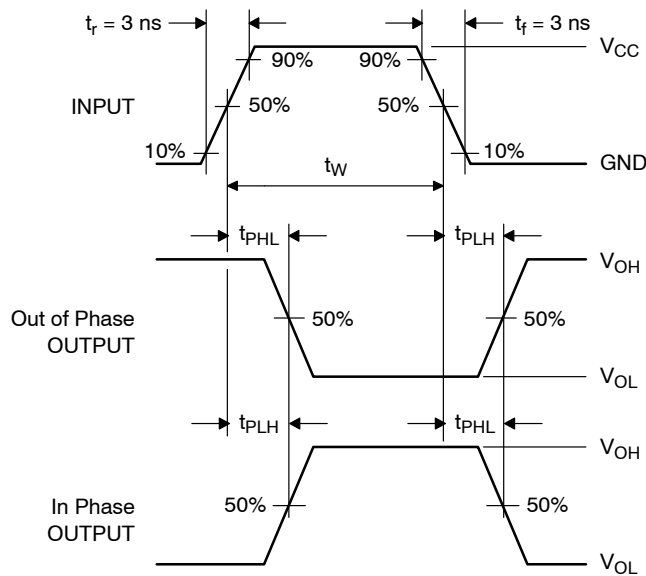 t_r = 3 ns
t_f = 3 ns
V_CC
90%
90%
INPUT
50%
50%
10%
10%
t_W
GND
t_PHL
t_PLH
V_OH
Out of Phase
OUTPUT
50%
50%
V_OL
t_PLH
t_PHL
V_OH
In Phase
OUTPUT
50%
50%
V_OL